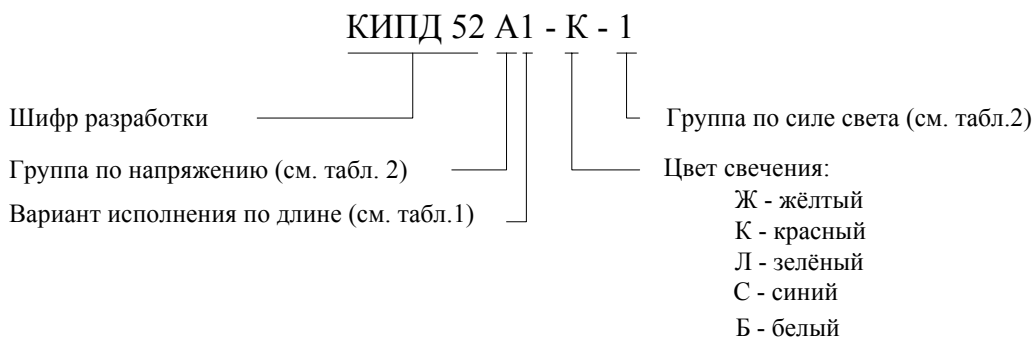 КИПД 52 А1 - К - 1
Шифр разработки
Группа по силе света (см. табл.2)
Группа по напряжению (см. табл. 2)
Цвет свечения:
Вариант исполнения по длине (см. табл.1)
Ж - жёлтый
К - красный
Л - зелёный
С - синий
Б - белый